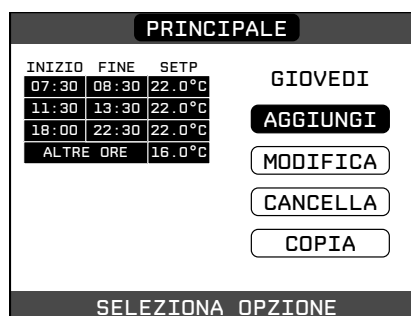 PRINCIPALE
INIZIO FINE SETP
07:30 08:30 22.0°C
11:30 13:30 22.0°C
18:00 22:30 22.0°C
ALTRE ORE 16.0°C
GIOVEDI
AGGIUNGI
MODIFICA
CANCELLA
COPIA
SELEZIONA OPZIONE